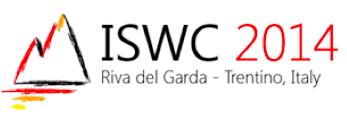 ISWC 2014
Riva del Garda - Trentino, Italy